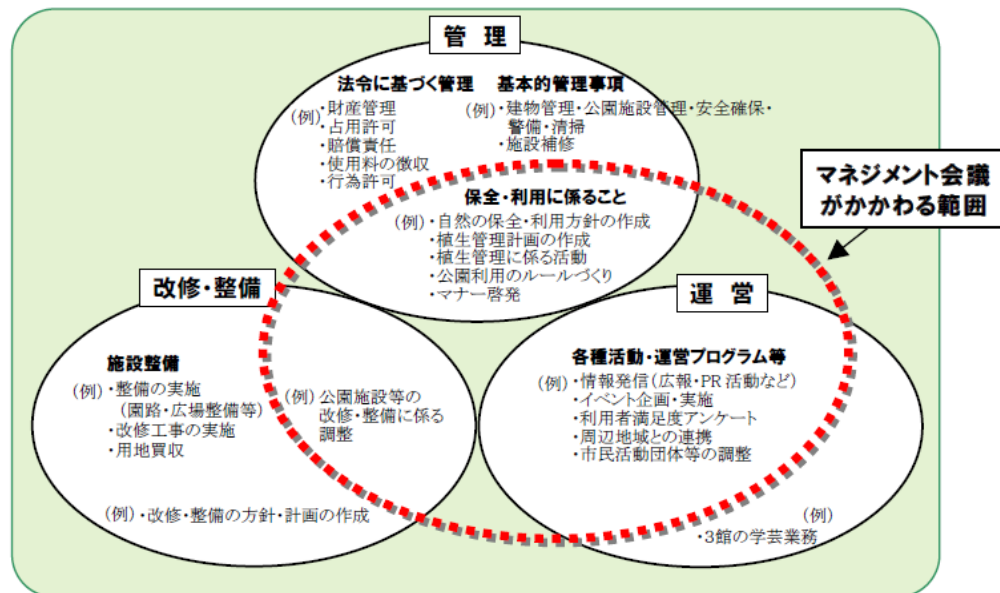 管 理
法令に基づく管理
(例)・財産管理
・占用許可
・賠償責任
・使用料の徴収
・行為許可
基本的管理事項
(例)・建物管理・公園施設管理・安全確保・
警備・清掃
・施設補修
保全・利用に係ること
(例)・自然の保全・利用方針の作成
・植生管理計画の作成
・植生管理に係る活動
・公園利用のルールづくり
・マナー啓発
マネジメント会議
がかかわる範囲
改修・整備
施設整備
(例)・整備の実施
(園路・広場整備等)
・改修工事の実施
・用地買収
(例)公園施設等の
改修・整備に係る
調整
(例)・改修・整備の方針・計画の作成
運 営
各種活動・運営プログラム等
(例)・情報発信(広報・PR 活動など)
・イベント企画・実施
・利用者満足度アンケート
・周辺地域との連携
・市民活動団体等の調整
(例)
・3館の学芸業務